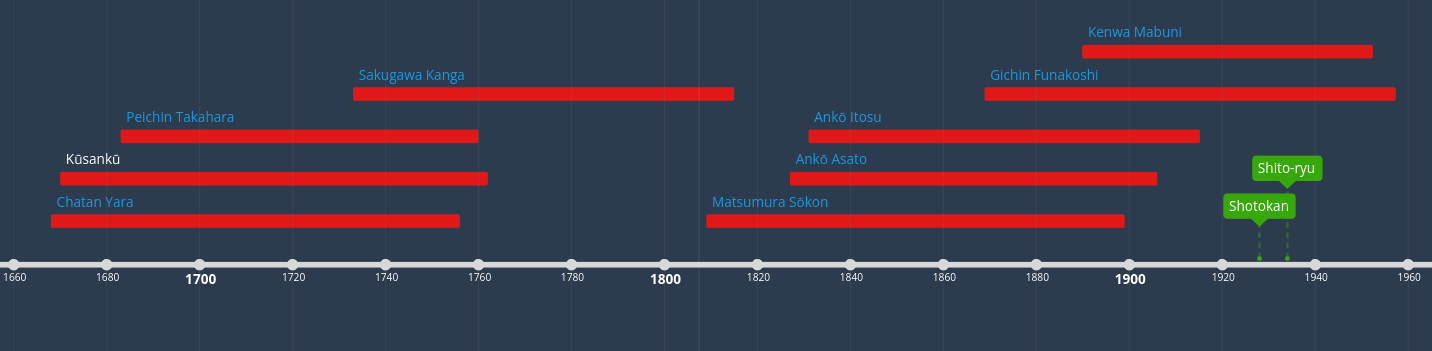 Kenwa Mabuni
Sakugawa Kanga
Gichin Funakoshi
Peichin Takahara
Ankō Itosu
Kūsankū
Ankō Asato
Shito-ryu
Chatan Yara
Matsumura Sōkon
Shotokan
1660 1680 1700 1720 1740 1760 1780 1800 1820 1840 1860 1880 1900 1920 1940 1960